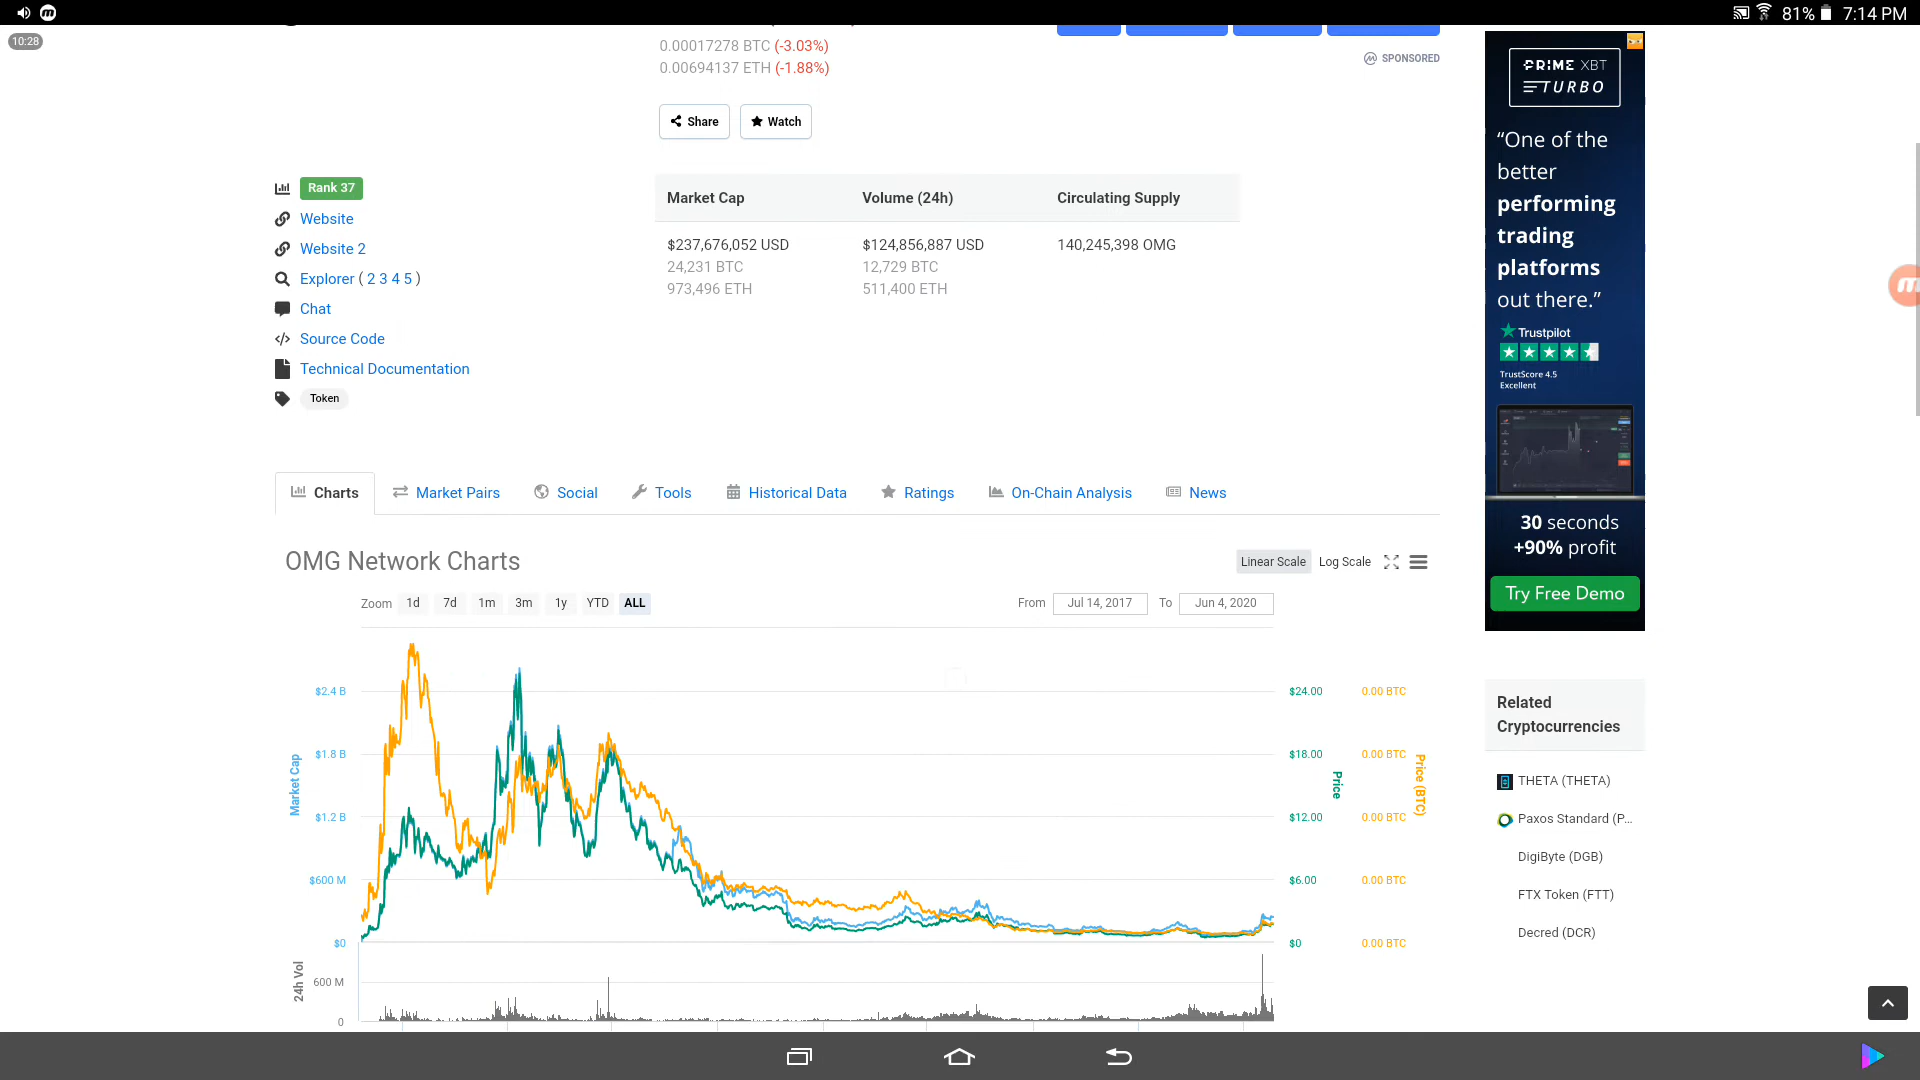 81% 7:14 PM
10:28
0.00017278 BTC (-3.03%)
0.00694137 ETH (-1.88%)
SPONSORED
Share
Watch
Rank 37
Website
Website 2
Explorer ( 2 3 4 5 )
Chat
Source Code
Technical Documentation
Token
Market Cap Volume (24h) Circulating Supply
$237,676,052 USD $124,856,887 USD 140,245,398 OMG
24,231 BTC 12,729 BTC
973,496 ETH 511,400 ETH
Charts Market Pairs Social Tools Historical Data Ratings On-Chain Analysis News
OMG Network Charts
Linear Scale Log Scale
Zoom 1d 7d 1m 3m 1y YTD ALL
From Jul 14, 2017 To Jun 4, 2020
$2.4 B $24.00 0.00 BTC
$1.8 B $18.00 0.00 BTC
$1.2 B $12.00 0.00 BTC
$600 M $6.00 0.00 BTC
$0 $0 0.00 BTC
Market Cap
Price
Price (BTC)
24h Vol
600 M
0
PRIME XBT
TURBO
“One of the
better
performing
trading
platforms
out there.”
Trustpilot
TrustScore 4.5
Excellent
30 seconds
+90% profit
Try Free Demo
Related
Cryptocurrencies
THETA (THETA)
Paxos Standard (P...
DigiByte (DGB)
FTX Token (FTT)
Decred (DCR)